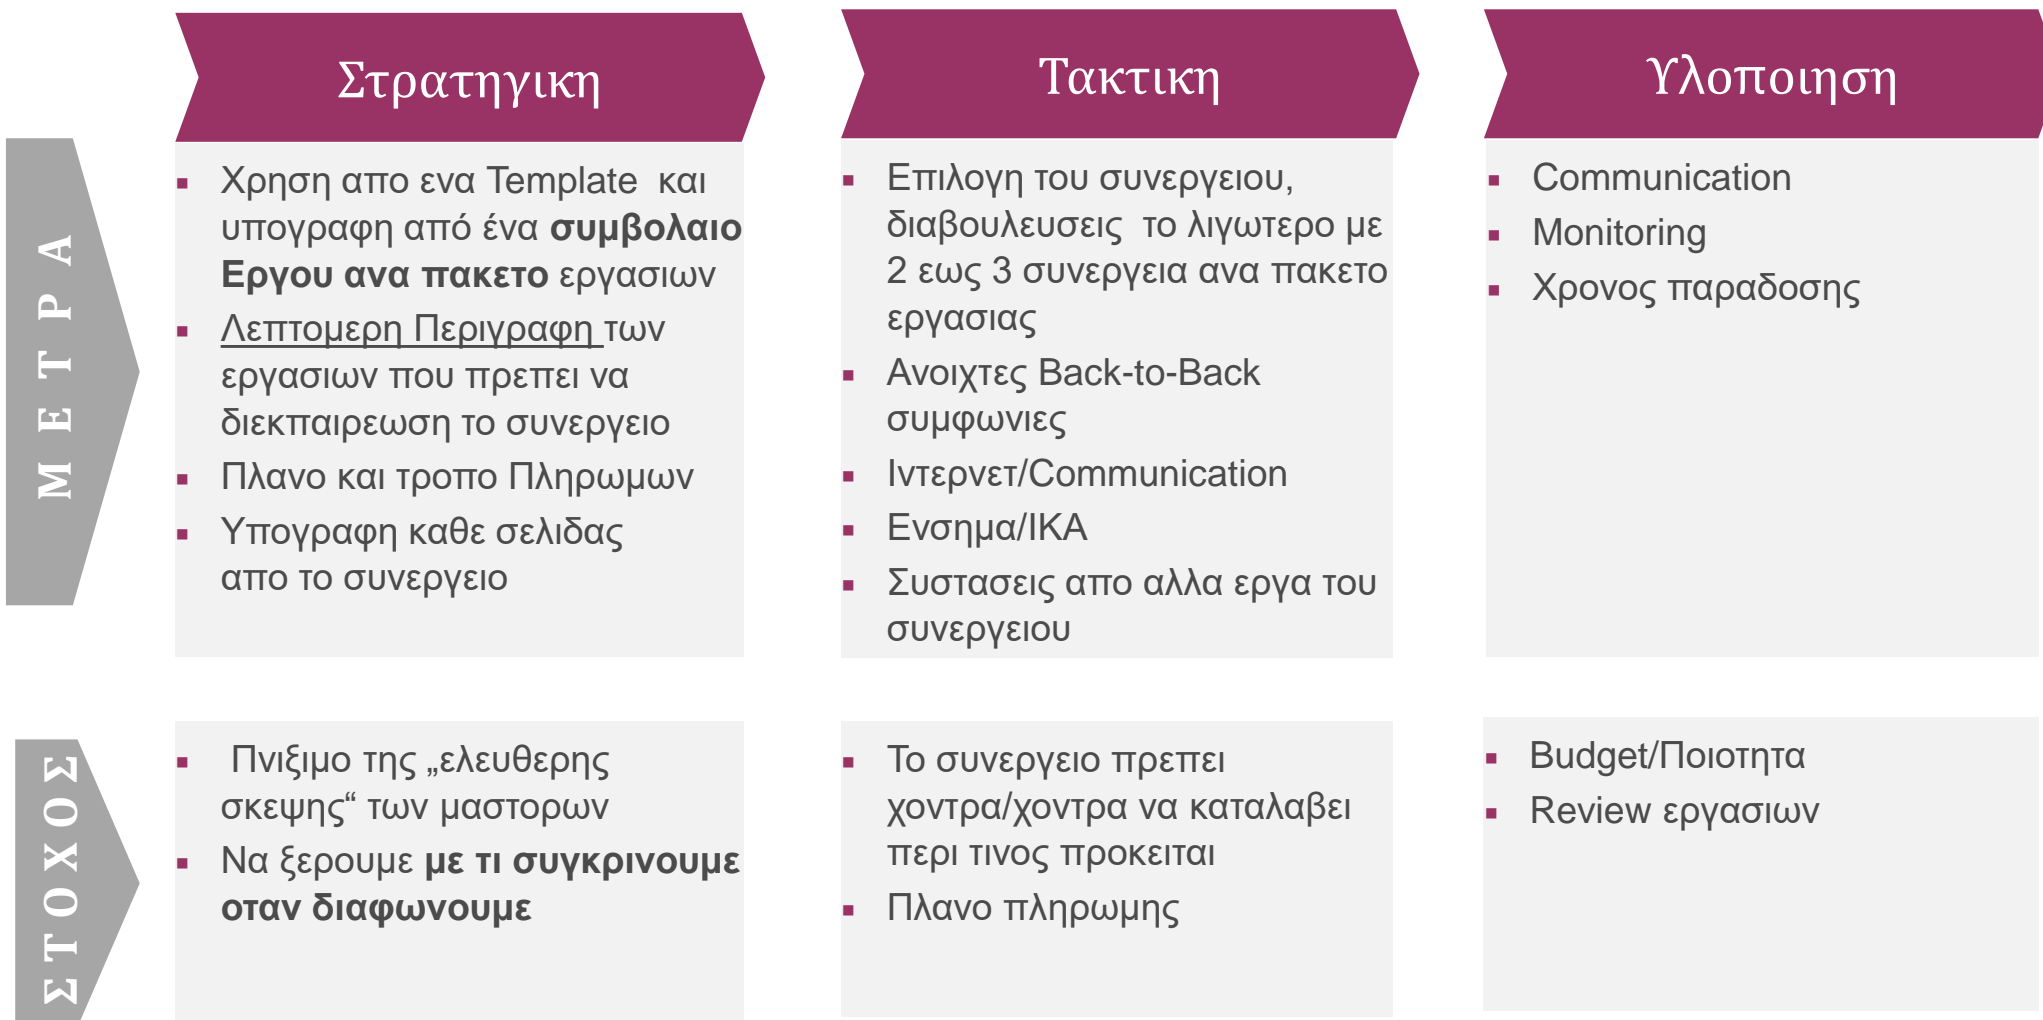 Στρατηγικη
Τακτικη
Υλοποιηση
ΜΕΤΡΑ
Χρηση απο ενα Template και
υπογραφη από ένα συμβολαιο
Εργου ανα πακετο εργασιων
Λεπτομερη Περιγραφη των
εργασιων που πρεπει να
διεκπαιρεωση το συνεργειο
Πλανο και τροπο Πληρωμων
Υπογραφη καθε σελιδας
απο το συνεργειο
Επιλογη του συνεργειου,
διαβουλευσεις το λιγωτερο με
2 εως 3 συνεργεια ανα πακετο
εργασιας
Ανοιχτες Back-to-Back
συμφωνιες
Ιντερνετ/Communication
Ενσημα/ΙΚΑ
Συστασεις απο αλλα εργα του
συνεργειου
Communication
Monitoring
Χρονος παραδοσης
ΣΤΟΧΟΣ
Πνιξιμο της „ελευθερης
σκεψης“ των μαστορων
Να ξερουμε με τι συγκρινουμε
οταν διαφωνουμε
Το συνεργειο πρεπει
χοντρα/χοντρα να καταλαβει
περι τινος προκειται
Πλανο πληρωμης
Budget/Ποιοτητα
Review εργασιων